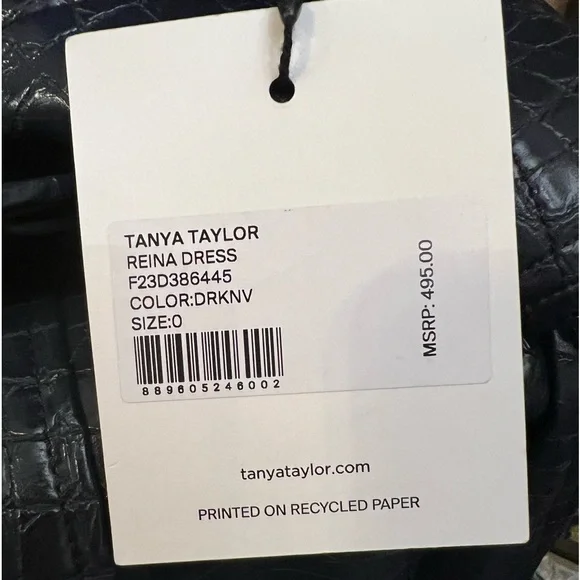 TANYA TAYLOR
REINA DRESS
F23D386445
COLOR:DRKNV
SIZE:0
889605246002
MSRP: 495.00
tanyataylor.com
PRINTED ON RECYCLED PAPER